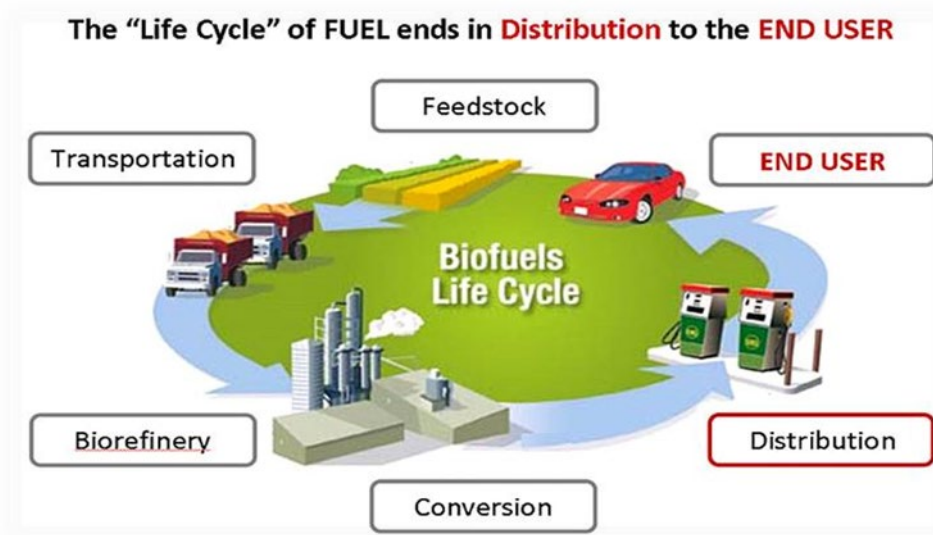 The “Life Cycle” of FUEL ends in Distribution to the END USER
Feedstock
Transportation
END USER
Biofuels
Life Cycle
Biorefinery
Distribution
Conversion